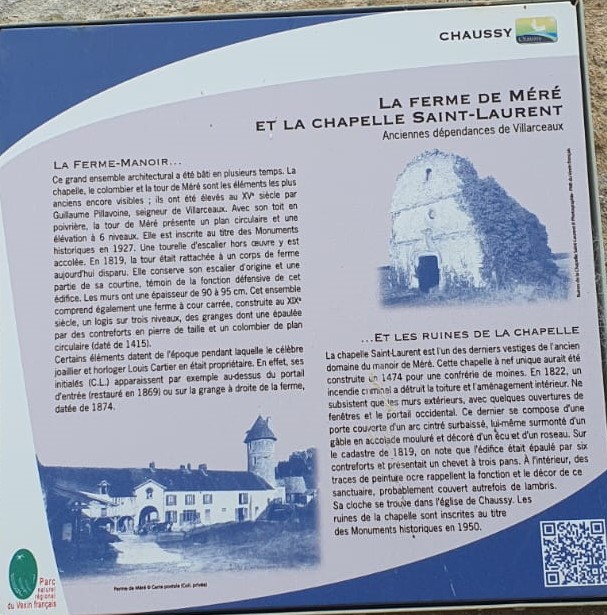 CHAUSSY
Chaussy
LA FERME DE MÉRÉ
ET LA CHAPELLE SAINT-LAURENT
Anciennes dépendances de Villarceaux
LA FERME-MANOIR...
Ce grand ensemble architectural a été bâti en plusieurs temps. La
chapelle, le colombier et la tour de Méré sont les éléments les plus
anciens encore visibles ; ils ont été élevés au XVe siècle par
Guillaume Pillavoine, seigneur de Villarceaux. Avec son toit en
poivrière, la tour de Méré présente un plan circulaire et une
élévation à 6 niveaux. Elle est inscrite au titre des Monuments
historiques en 1927. Une tourelle d'escalier hors œuvre y est
accolée. En 1819, la tour était rattachée à un corps de ferme
aujourd'hui disparu. Elle conserve son escalier d'origine et une
partie de sa courtine, témoin de la fonction défensive de cet
édifice. Les murs ont une épaisseur de 90 à 95 cm. Cet ensemble
comprend également une ferme à cour carrée, construite au XIXe
siècle, un logis sur trois niveaux, des granges dont une épaulée
par des contreforts en pierre de taille et un colombier de plan
circulaire (daté de 1415).
Certains éléments datent de l'époque pendant laquelle le célèbre
joaillier et horloger Louis Cartier en était propriétaire. En effet, ses
initiales (C.L.) apparaissent par exemple au-dessus du portail
d'entrée (restauré en 1869) ou sur la grange à droite de la ferme,
datée de 1874.
Ferme de Méré © Carte postale (Coll. privée)
Ruines de la Chapelle Saint-Laurent © Photographie : PNR du Vexin français
...ET LES RUINES DE LA CHAPELLE
La chapelle Saint-Laurent est l'un des derniers vestiges de l'ancien
domaine du manoir de Méré. Cette chapelle à nef unique aurait été
construite en 1474 pour une confrérie de moines. En 1822, un
incendie criminel a détruit la toiture et l'aménagement intérieur. Ne
subsistent que les murs extérieurs, avec quelques ouvertures de
fenêtres et le portail occidental. Ce dernier se compose d'une
porte couverte d'un arc cintré surbaissé, lui-même surmonté d'un
gâble en accolade mouluré et décoré d'un écu et d'un roseau. Sur
le cadastre de 1819, on note que l'édifice était épaulé par six
contreforts et présentait un chevet à trois pans. À l'intérieur, des
traces de peinture ocre rappellent la fonction et le décor de ce
sanctuaire, probablement couvert autrefois de lambris.
Sa cloche se trouve dans l'église de Chaussy. Les
ruines de la chapelle sont inscrites au titre
des Monuments historiques en 1950.
Parc
naturel
régional
du Vexin français